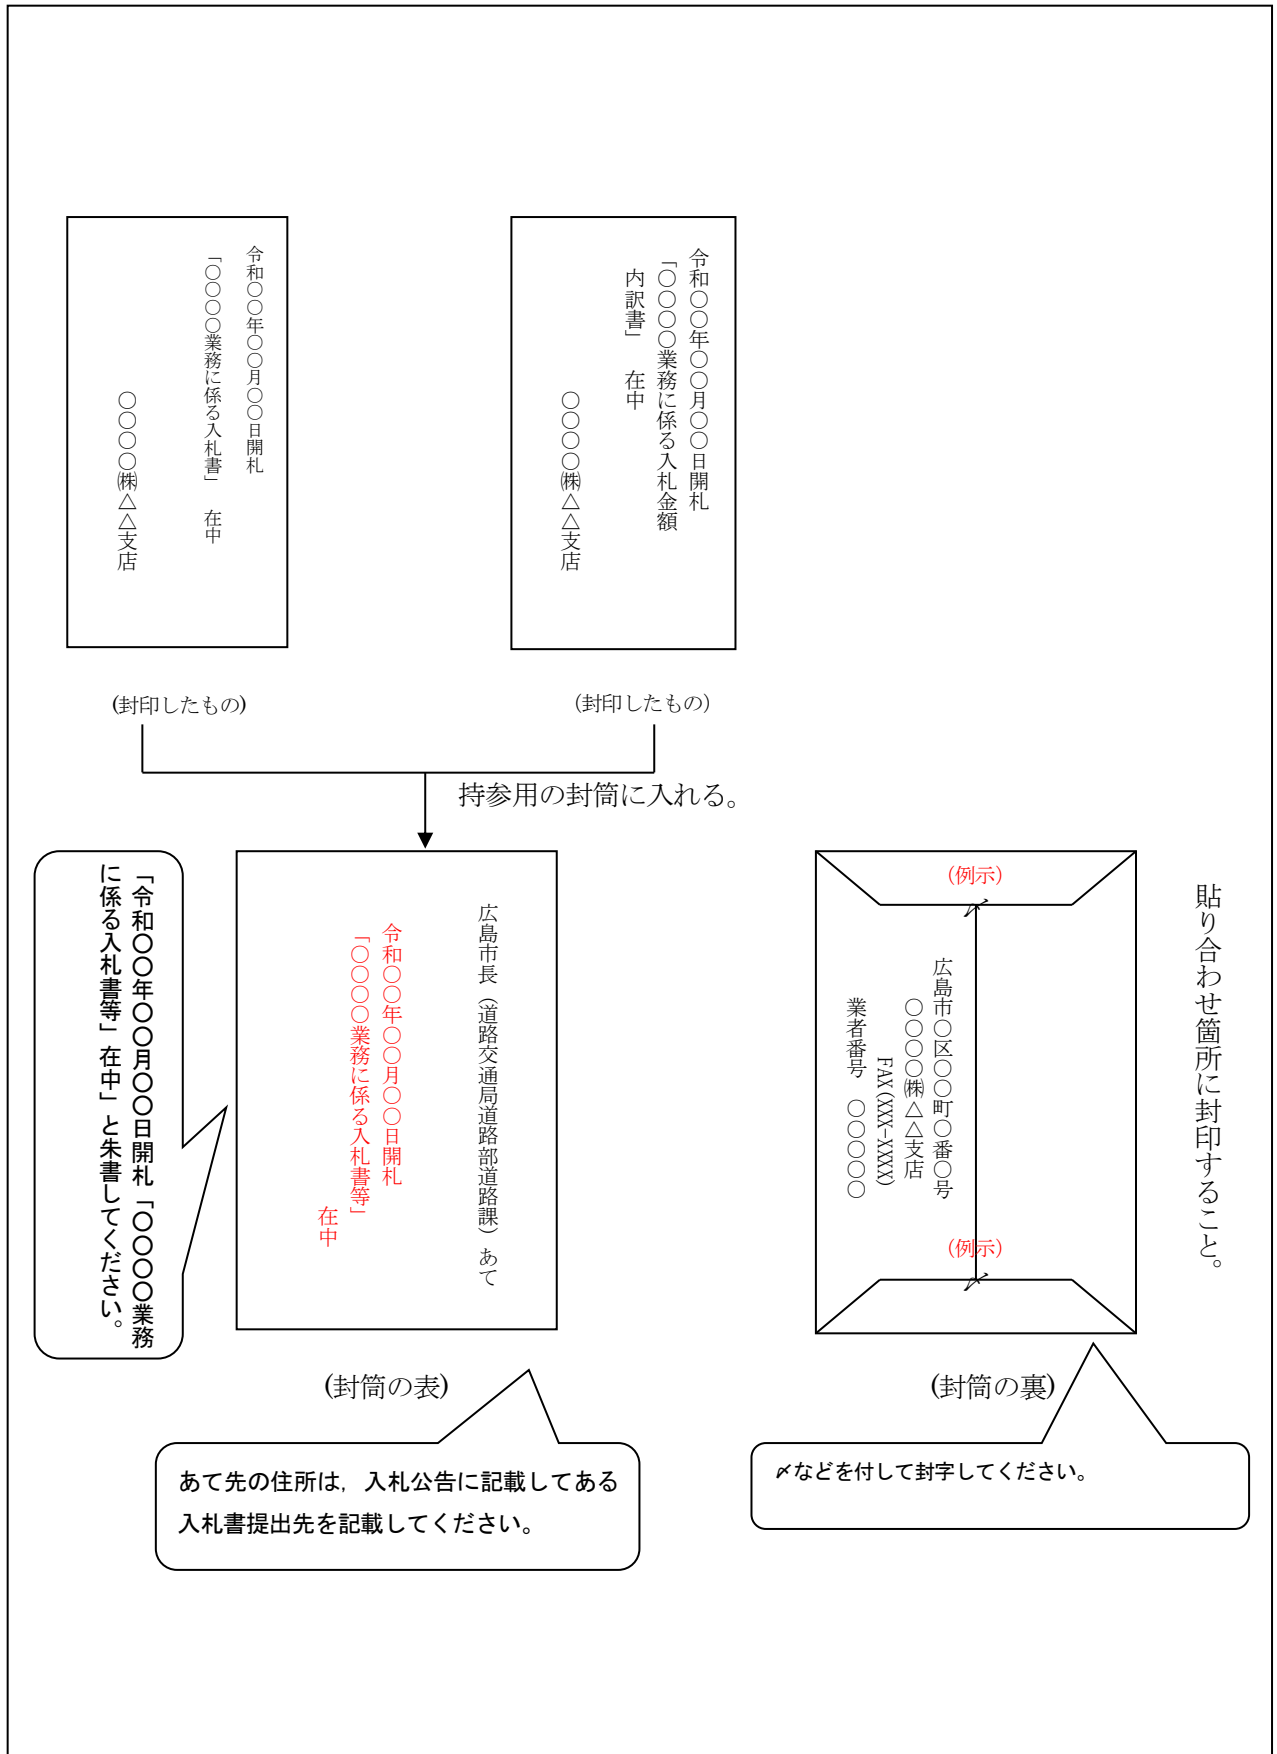 令和〇〇年〇〇月〇〇日開札
「〇〇〇〇業務に係る入札書」　在中
〇〇〇〇㈱△△支店
令和〇〇年〇〇月〇〇日開札
「〇〇〇〇業務に係る入札金額
内訳書」　在中
〇〇〇〇㈱△△支店
(封印したもの)
(封印したもの)
持参用の封筒に入れる。
「令和〇〇年〇〇月〇〇日開札「〇〇〇〇業務
に係る入札書等」在中」と朱書してください。
広島市長（道路交通局道路部道路課）あて
令和〇〇年〇〇月〇〇日開札
「〇〇〇〇業務に係る入札書等」
在中
(封筒の表)
あて先の住所は，入札公告に記載してある
入札書提出先を記載してください。
貼り合わせ箇所に封印すること。
(例示)
〆
広島市〇区〇〇町〇番〇号
〇〇〇〇㈱△△支店
FAX(XXX-XXXX)
業者番号　〇〇〇〇〇
(例示)
〆
(封筒の裏)
〆などを付して封字してください。